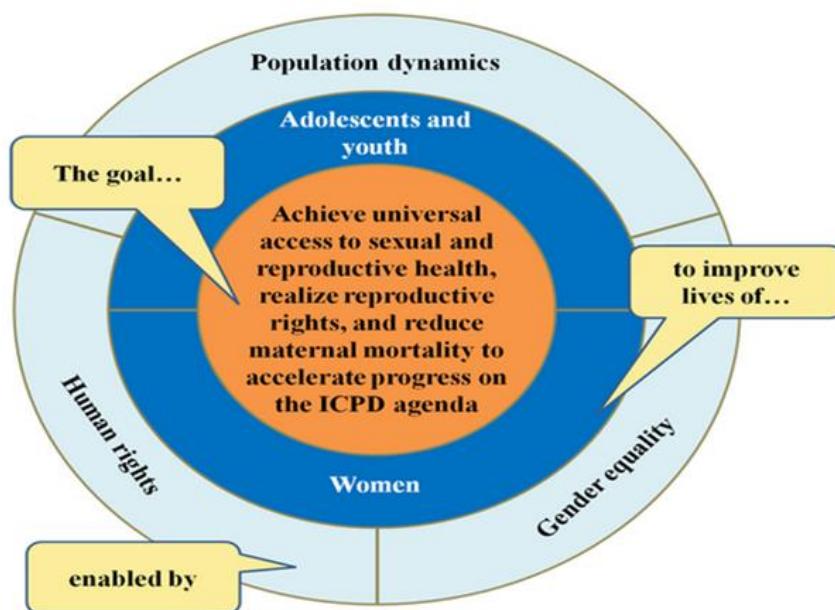 Population dynamics
Adolescents and
youth
The goal...
Achieve universal
access to sexual and
reproductive health,
realize reproductive
rights, and reduce
maternal mortality to
accelerate progress on
the ICPD agenda
to improve
lives of...
Human rights
Gender equality
Women
enabled by